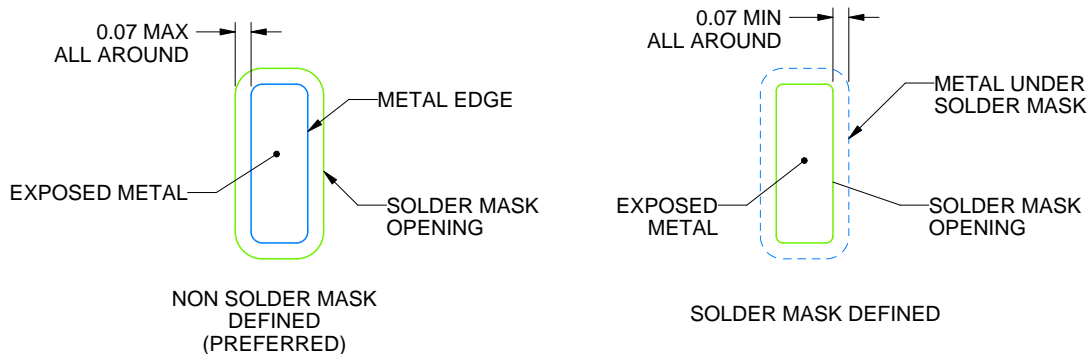 0.07 MAX
ALL AROUND
METAL EDGE
EXPOSED METAL
SOLDER MASK
OPENING
NON SOLDER MASK
DEFINED
(PREFERRED)
0.07 MIN
ALL AROUND
METAL UNDER
SOLDER MASK
EXPOSED
METAL
SOLDER MASK
OPENING
SOLDER MASK DEFINED